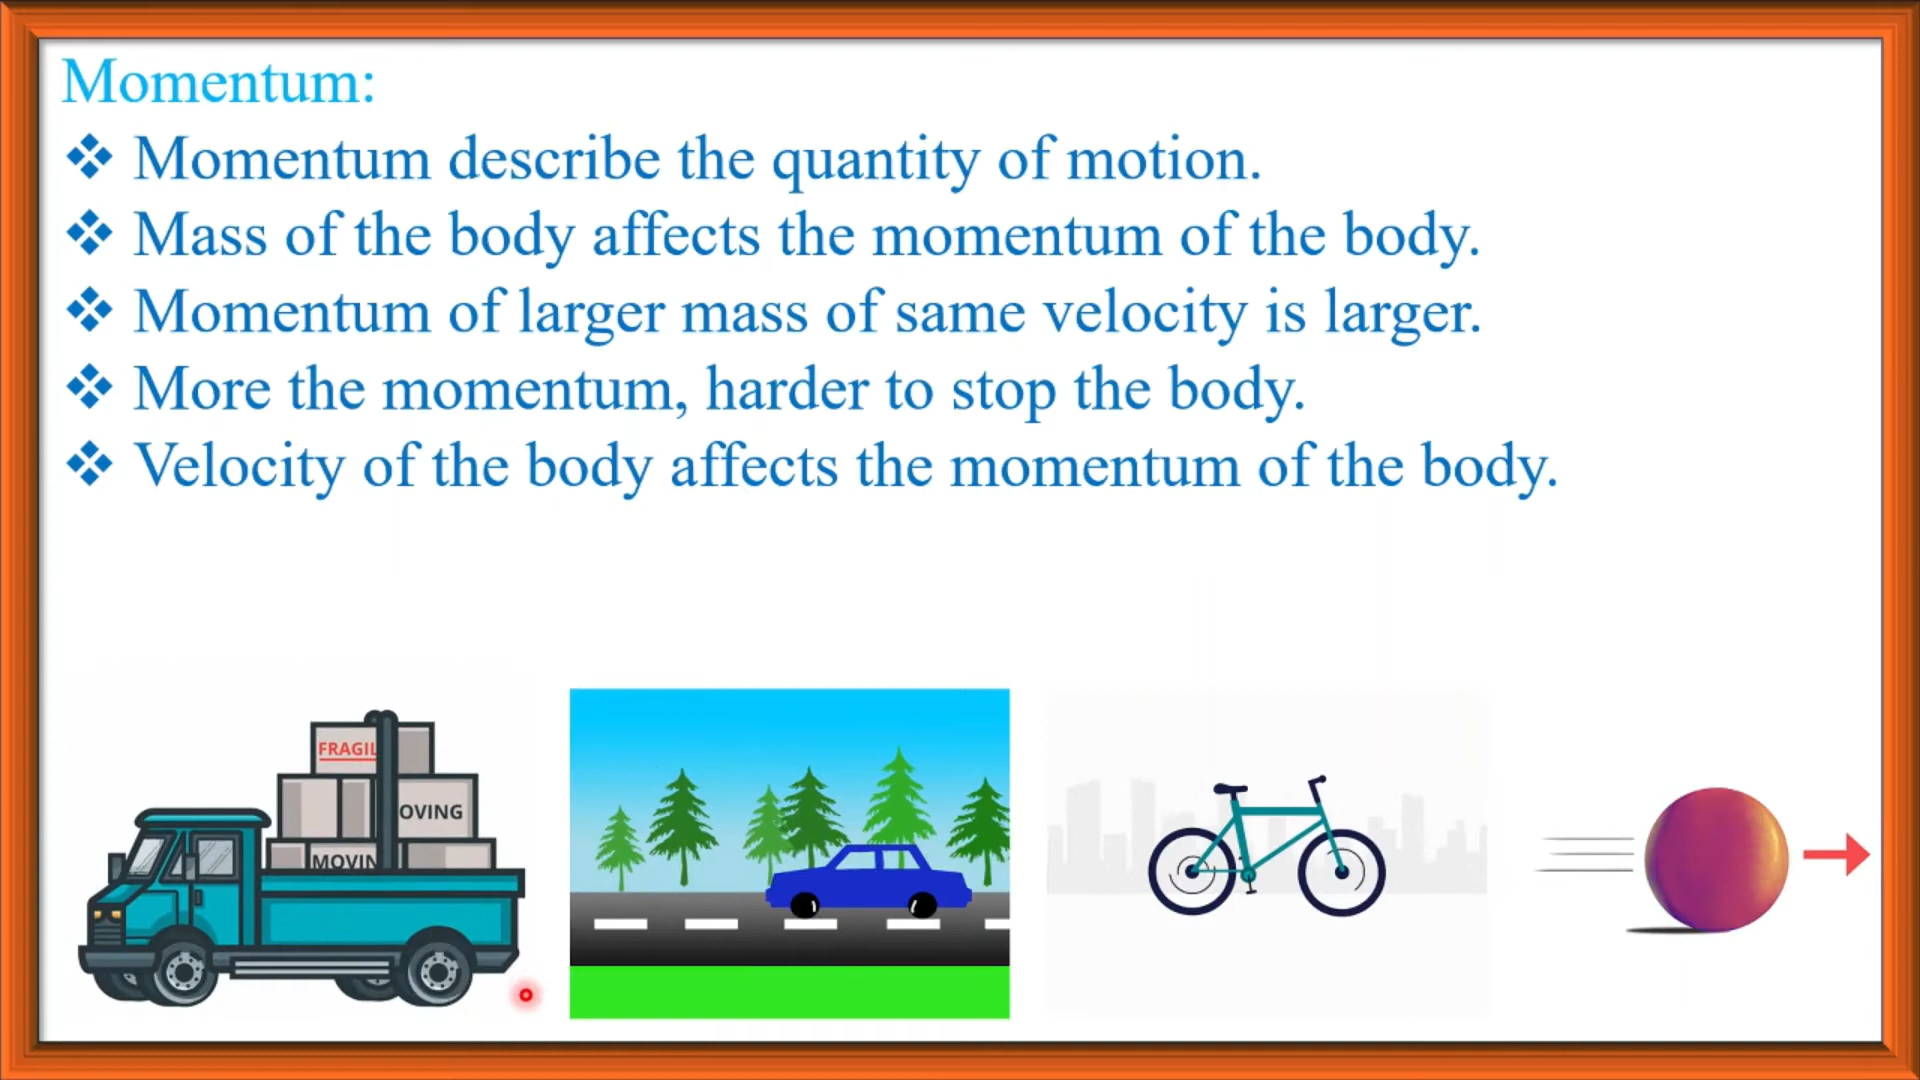 Momentum:
❖ Momentum describe the quantity of motion.
❖ Mass of the body affects the momentum of the body.
❖ Momentum of larger mass of same velocity is larger.
❖ More the momentum, harder to stop the body.
❖ Velocity of the body affects the momentum of the body.
FRAGIL
OVING
MOVIN